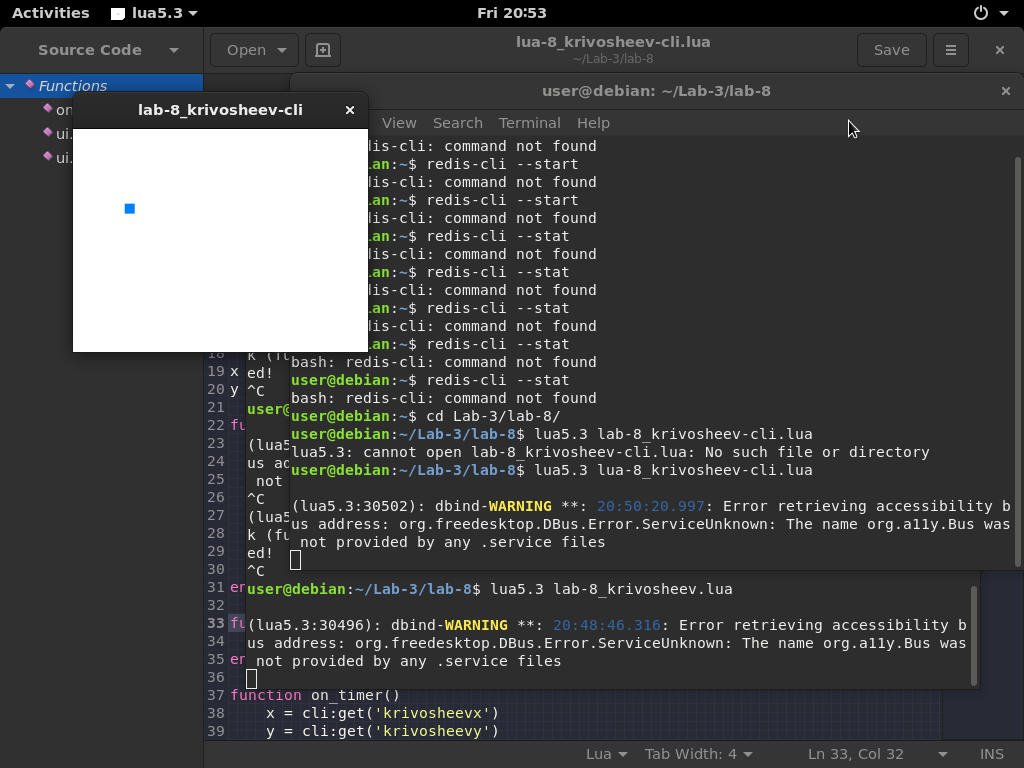 Activities lua5.3 Fri 20:53
Source Code Open lua-8_krivosheev-cli.lua Save
~/Lab-3/lab-8
Functions
on
ui.
ui.
user@debian: ~/Lab-3/lab-8
lab-8_krivosheev-cli
View Search Terminal Help
dis-cli: command not found
ian:~$ redis-cli --start
dis-cli: command not found
ian:~$ redis-cli --start
dis-cli: command not found
ian:~$ redis-cli --stat
dis-cli: command not found
ian:~$ redis-cli --stat
dis-cli: command not found
ian:~$ redis-cli --stat
dis-cli: command not found
ian:~$ redis-cli --stat
bash: redis-cli: command not found
user@debian:~$ redis-cli --stat
bash: redis-cli: command not found
user@debian:~$ cd Lab-3/lab-8/
user@debian:~/Lab-3/lab-8$ lua5.3 lab-8_krivosheev-cli.lua
lua5.3: cannot open lab-8_krivosheev-cli.lua: No such file or directory
user@debian:~/Lab-3/lab-8$ lua5.3 lua-8_krivosheev-cli.lua
(lua5.3:30502): dbind-WARNING **: 20:50:20.997: Error retrieving accessibility b
us address: org.freedesktop.DBus.Error.ServiceUnknown: The name org.a11y.Bus was
not provided by any .service files
k (fu
ed!
^C
user@
(lua5
us ad
not
^C
(lua5
k (fu
ed!
^C
user@debian:~/Lab-3/lab-8$ lua5.3 lab-8_krivosheev.lua
(lua5.3:30496): dbind-WARNING **: 20:48:46.316: Error retrieving accessibility b
us address: org.freedesktop.DBus.Error.ServiceUnknown: The name org.a11y.Bus was
not provided by any .service files
18
19 x
20 y
21
22 fu
23
24
25
26
27
28
29
30
31 er
32
33 fu
34
35 er
36
37 function on_timer()
38 x = cli:get('krivosheevx')
39 y = cli:get('krivosheevy')
Lua Tab Width: 4 Ln 33, Col 32 INS